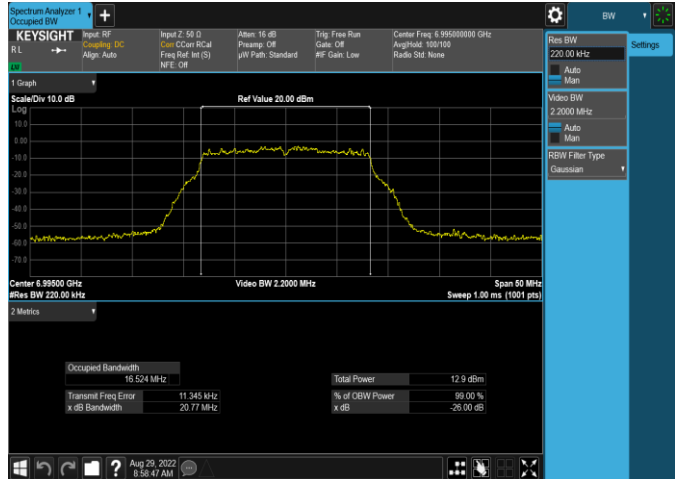 Spectrum Analyzer 1
Occupied BW
KEYSIGHT
RL
Input: RF
Coupling: DC
Align: Auto
Input Z: 50 Ω
Corr CCorr RCal
Freq Ref: Int (S)
NFE: Off
Atten: 16 dB
Preamp: Off
µW Path: Standard
Trig: Free Run
Gate: Off
#IF Gain: Low
Center Freq: 6.995000000 GHz
Avg|Hold: 100/100
Radio Std: None
BW
Res BW
220.00 kHz
Auto
Man
Video BW
2.2000 MHz
Auto
Man
RBW Filter Type
Gaussian
Settings
1 Graph
Scale/Div 10.0 dB
Ref Value 20.00 dBm
Log
10.0
0.00
-10.0
-20.0
-30.0
-40.0
-50.0
-60.0
-70.0
Center 6.99500 GHz
#Res BW 220.00 kHz
Video BW 2.2000 MHz
Span 50 MHz
Sweep 1.00 ms (1001 pts)
2 Metrics
Occupied Bandwidth
16.524 MHz
Transmit Freq Error 11.345 kHz
x dB Bandwidth 20.77 MHz
Total Power 12.9 dBm
% of OBW Power 99.00 %
x dB -26.00 dB
?
Aug 29, 2022
8:58:47 AM